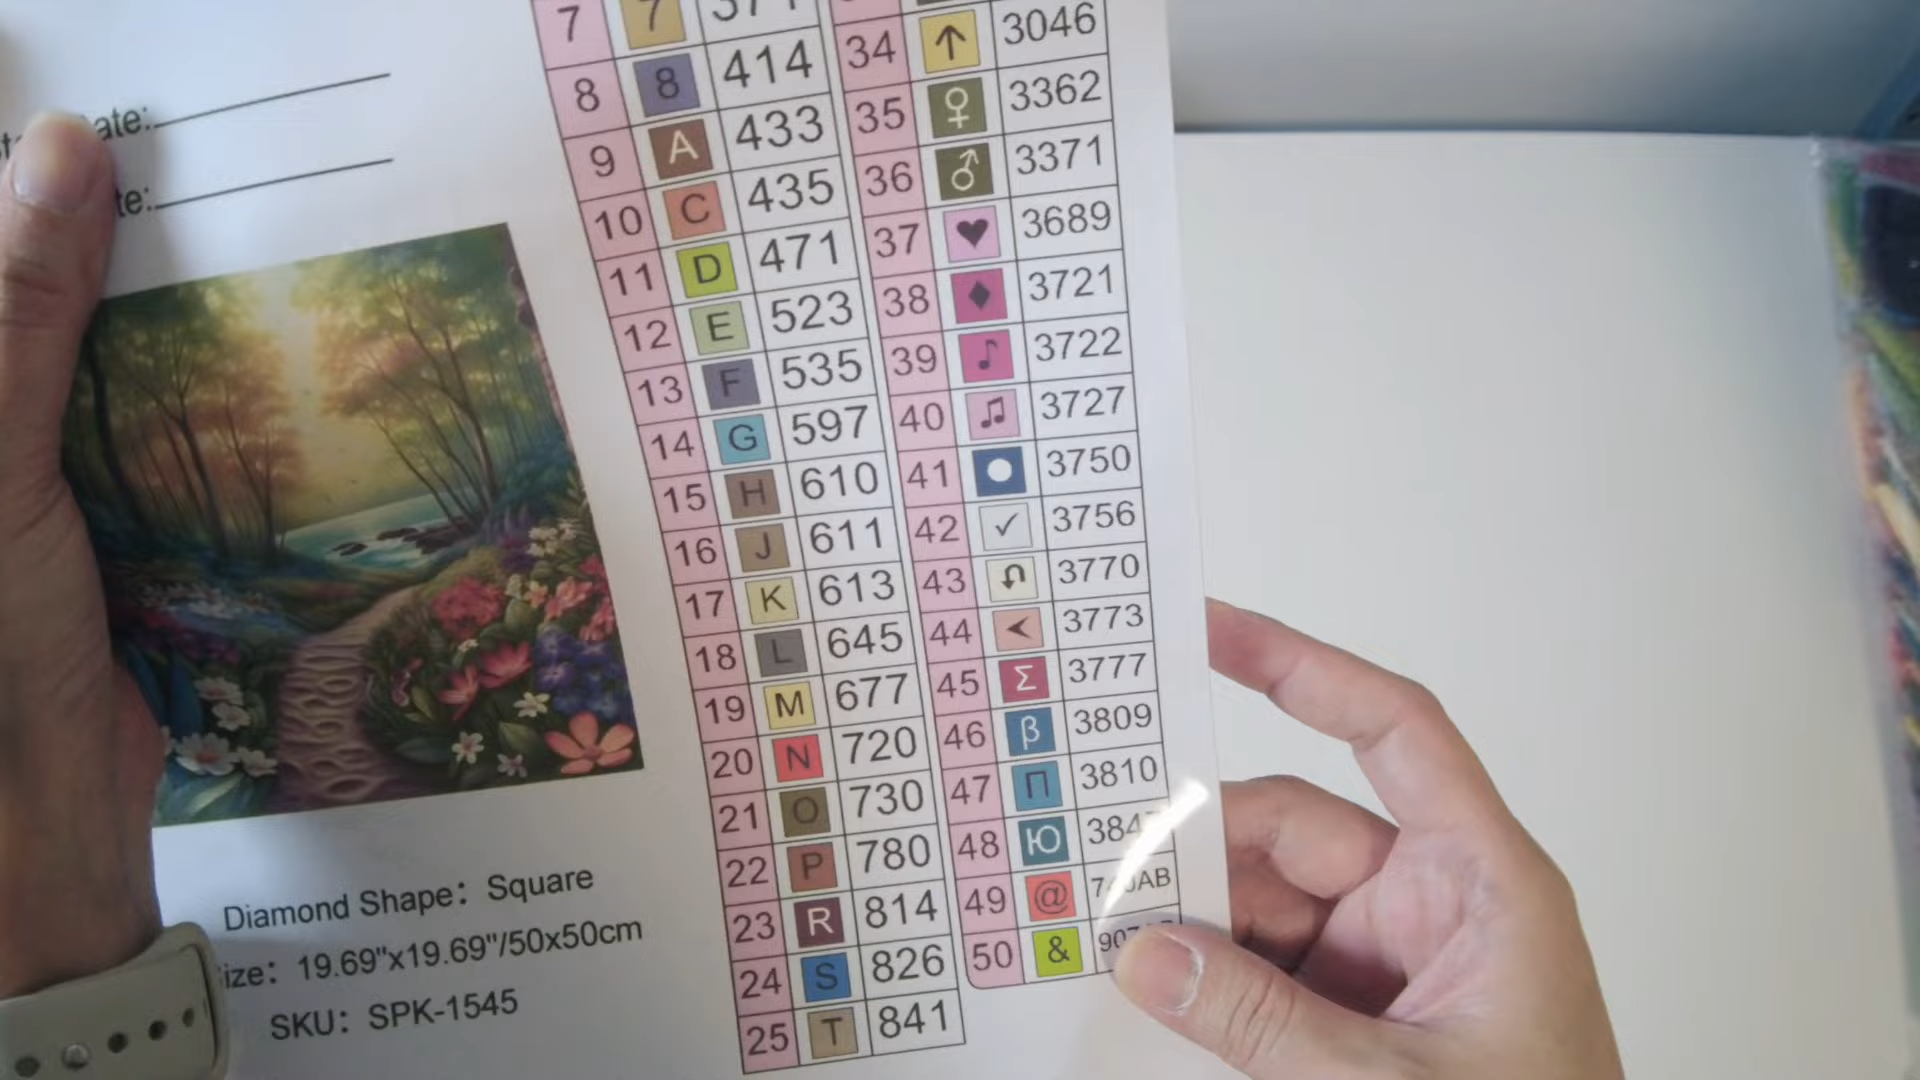 ate:
te:
Diamond Shape: Square
ize: 19.69"x19.69"/50x50cm
SKU: SPK-1545
7 7
8 8 414
9 A 433
10 C 435
11 D 471
12 E 523
13 F 535
14 G 597
15 H 610
16 J 611
17 K 613
18 L 645
19 M 677
20 N 720
21 O 730
22 P 780
23 R 814
24 S 826
25 T 841
34 ↑ 3046
35 ♀ 3362
36 ♂ 3371
37 ♥ 3689
38 ♦ 3721
39 ♪ 3722
40 ♫ 3727
41 ● 3750
42 ✓ 3756
43 3770
44 3773
45 Σ 3777
46 β 3809
47 П 3810
48 Ю 384
49 @
50 &